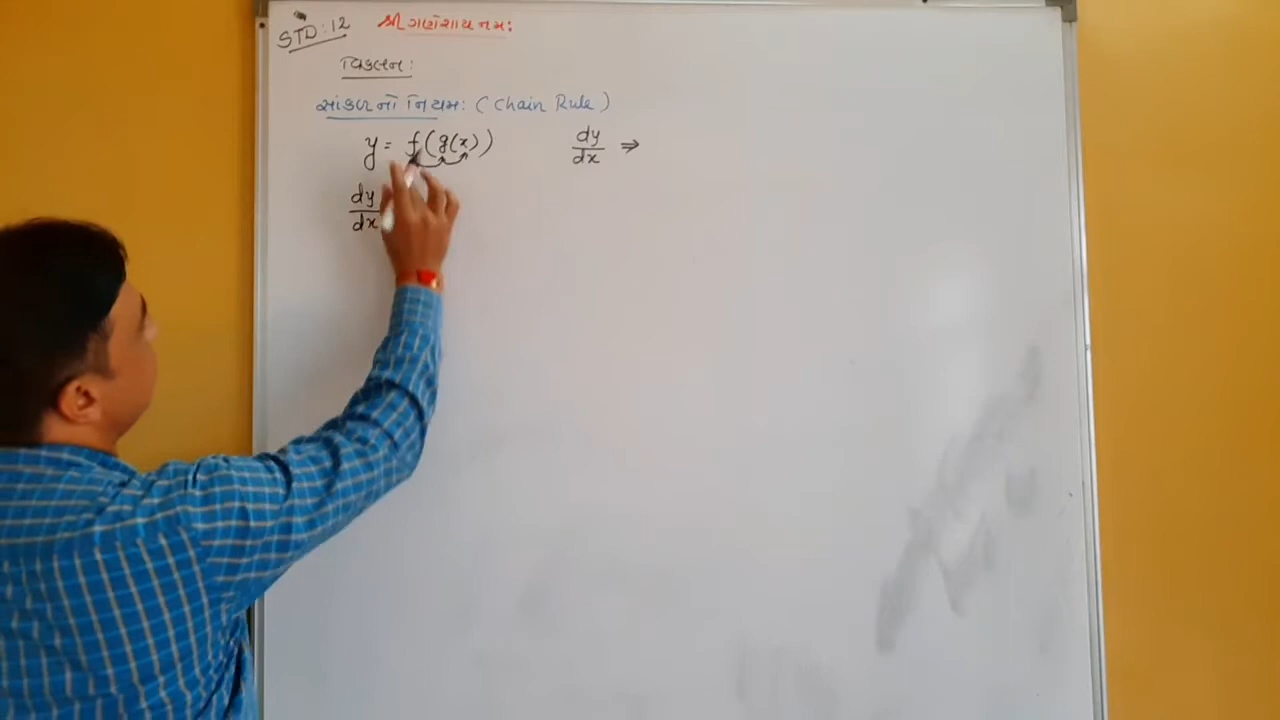 STD: 12
શ્રી ગણેશાય નમઃ
વિકલન:
સાંકળનો નિયમ: (Chain Rule)
y = f(g(x)) dy/dx ⇒
dy/dx